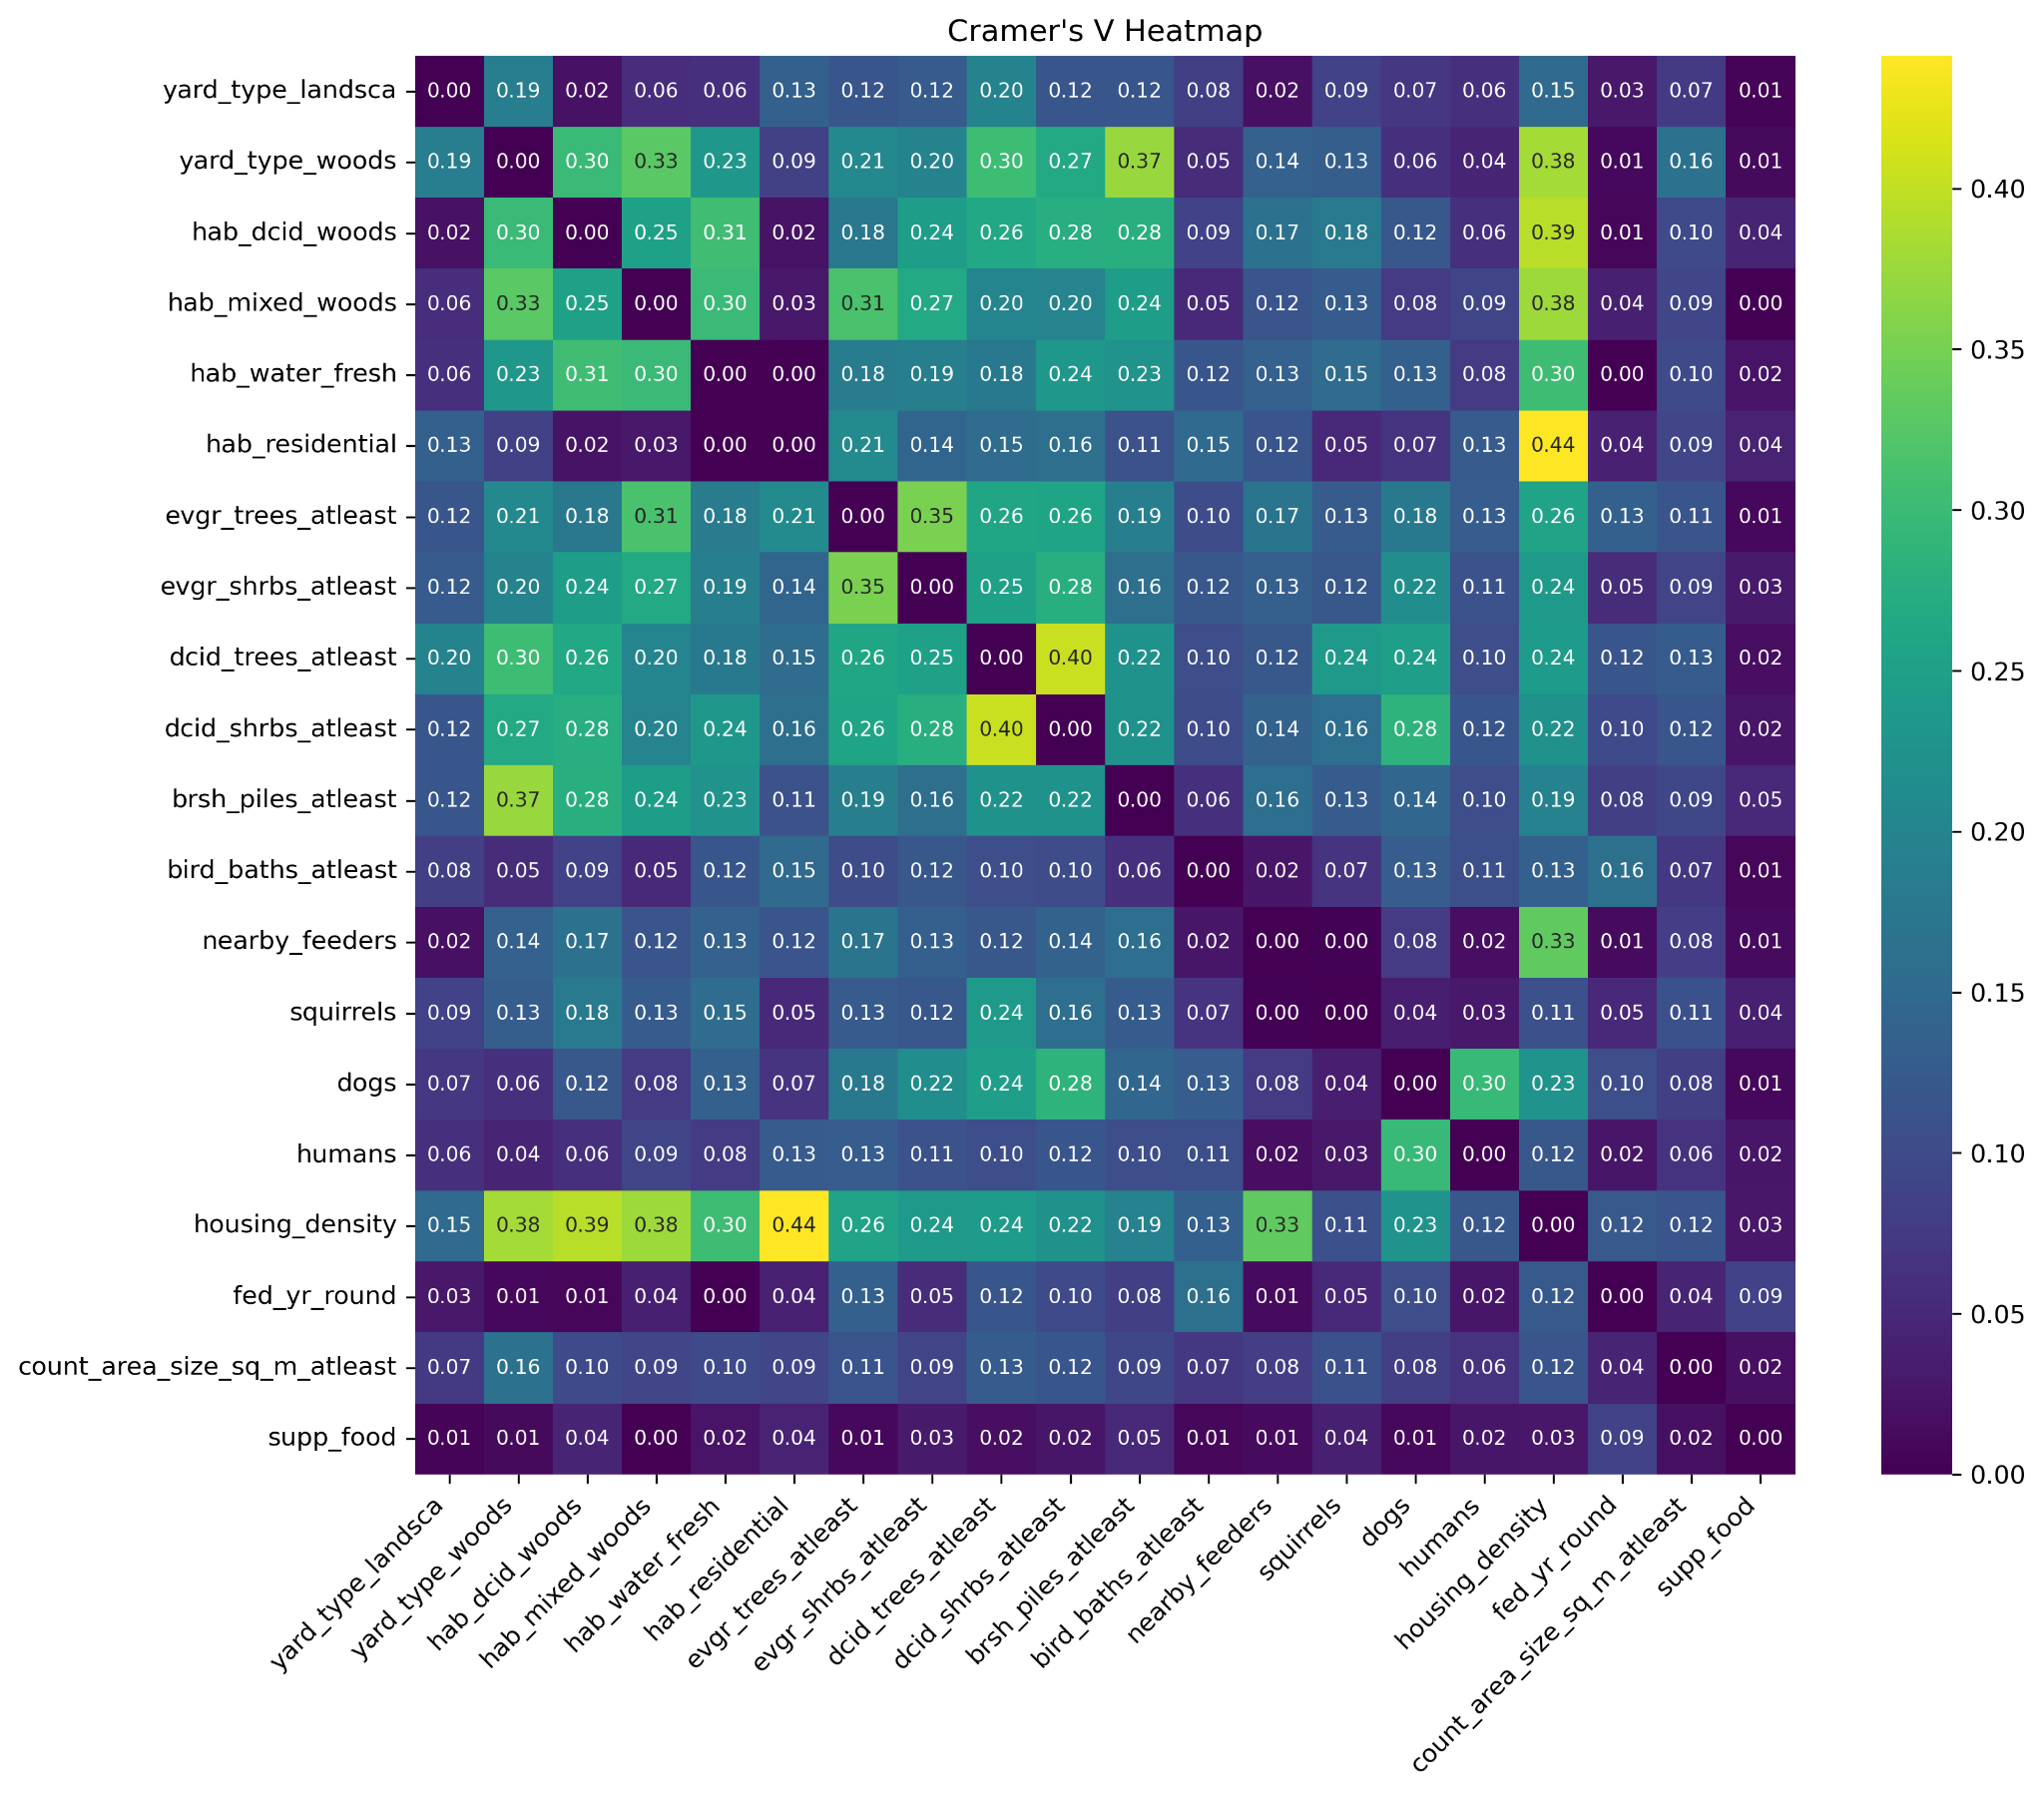 Cramer's V Heatmap
yard_type_landsca 0.00 0.19 0.02 0.06 0.06 0.13 0.12 0.12 0.20 0.12 0.12 0.08 0.02 0.09 0.07 0.06 0.15 0.03 0.07 0.01
yard_type_woods 0.19 0.00 0.30 0.33 0.23 0.09 0.21 0.20 0.30 0.27 0.37 0.05 0.14 0.13 0.06 0.04 0.38 0.01 0.16 0.01
hab_dcid_woods 0.02 0.30 0.00 0.25 0.31 0.02 0.18 0.24 0.26 0.28 0.28 0.09 0.17 0.18 0.12 0.06 0.39 0.01 0.10 0.04
hab_mixed_woods 0.06 0.33 0.25 0.00 0.30 0.03 0.31 0.27 0.20 0.20 0.24 0.05 0.12 0.13 0.08 0.09 0.38 0.04 0.09 0.00
hab_water_fresh 0.06 0.23 0.31 0.30 0.00 0.00 0.18 0.19 0.18 0.24 0.23 0.12 0.13 0.15 0.13 0.08 0.30 0.00 0.10 0.02
hab_residential 0.13 0.09 0.02 0.03 0.00 0.00 0.21 0.14 0.15 0.16 0.11 0.15 0.12 0.05 0.07 0.13 0.44 0.04 0.09 0.04
evgr_trees_atleast 0.12 0.21 0.18 0.31 0.18 0.21 0.00 0.35 0.26 0.26 0.19 0.10 0.17 0.13 0.18 0.13 0.26 0.13 0.11 0.01
evgr_shrbs_atleast 0.12 0.20 0.24 0.27 0.19 0.14 0.35 0.00 0.25 0.28 0.16 0.12 0.13 0.12 0.22 0.11 0.24 0.05 0.09 0.03
dcid_trees_atleast 0.20 0.30 0.26 0.20 0.18 0.15 0.26 0.25 0.00 0.40 0.22 0.10 0.12 0.24 0.24 0.10 0.24 0.12 0.13 0.02
dcid_shrbs_atleast 0.12 0.27 0.28 0.20 0.24 0.16 0.26 0.28 0.40 0.00 0.22 0.10 0.14 0.16 0.28 0.12 0.22 0.10 0.12 0.02
brsh_piles_atleast 0.12 0.37 0.28 0.24 0.23 0.11 0.19 0.16 0.22 0.22 0.00 0.06 0.16 0.13 0.14 0.10 0.19 0.08 0.09 0.05
bird_baths_atleast 0.08 0.05 0.09 0.05 0.12 0.15 0.10 0.12 0.10 0.10 0.06 0.00 0.02 0.07 0.13 0.11 0.13 0.16 0.07 0.01
nearby_feeders 0.02 0.14 0.17 0.12 0.13 0.12 0.17 0.13 0.12 0.14 0.16 0.02 0.00 0.00 0.08 0.02 0.33 0.01 0.08 0.01
squirrels 0.09 0.13 0.18 0.13 0.15 0.05 0.13 0.12 0.24 0.16 0.13 0.07 0.00 0.00 0.04 0.03 0.11 0.05 0.11 0.04
dogs 0.07 0.06 0.12 0.08 0.13 0.07 0.18 0.22 0.24 0.28 0.14 0.13 0.08 0.04 0.00 0.30 0.23 0.10 0.08 0.01
humans 0.06 0.04 0.06 0.09 0.08 0.13 0.13 0.11 0.10 0.12 0.10 0.11 0.02 0.03 0.30 0.00 0.12 0.02 0.06 0.02
housing_density 0.15 0.38 0.39 0.38 0.30 0.44 0.26 0.24 0.24 0.22 0.19 0.13 0.33 0.11 0.23 0.12 0.00 0.12 0.12 0.03
fed_yr_round 0.03 0.01 0.01 0.04 0.00 0.04 0.13 0.05 0.12 0.10 0.08 0.16 0.01 0.05 0.10 0.02 0.12 0.00 0.04 0.09
count_area_size_sq_m_atleast 0.07 0.16 0.10 0.09 0.10 0.09 0.11 0.09 0.13 0.12 0.09 0.07 0.08 0.11 0.08 0.06 0.12 0.04 0.00 0.02
supp_food 0.01 0.01 0.04 0.00 0.02 0.04 0.01 0.03 0.02 0.02 0.05 0.01 0.01 0.04 0.01 0.02 0.03 0.09 0.02 0.00
yard_type_landsca
yard_type_woods
hab_dcid_woods
hab_mixed_woods
hab_water_fresh
hab_residential
evgr_trees_atleast
evgr_shrbs_atleast
dcid_trees_atleast
dcid_shrbs_atleast
brsh_piles_atleast
bird_baths_atleast
nearby_feeders
squirrels
dogs
humans
housing_density
fed_yr_round
count_area_size_sq_m_atleast
supp_food
0.40
0.35
0.30
0.25
0.20
0.15
0.10
0.05
0.00